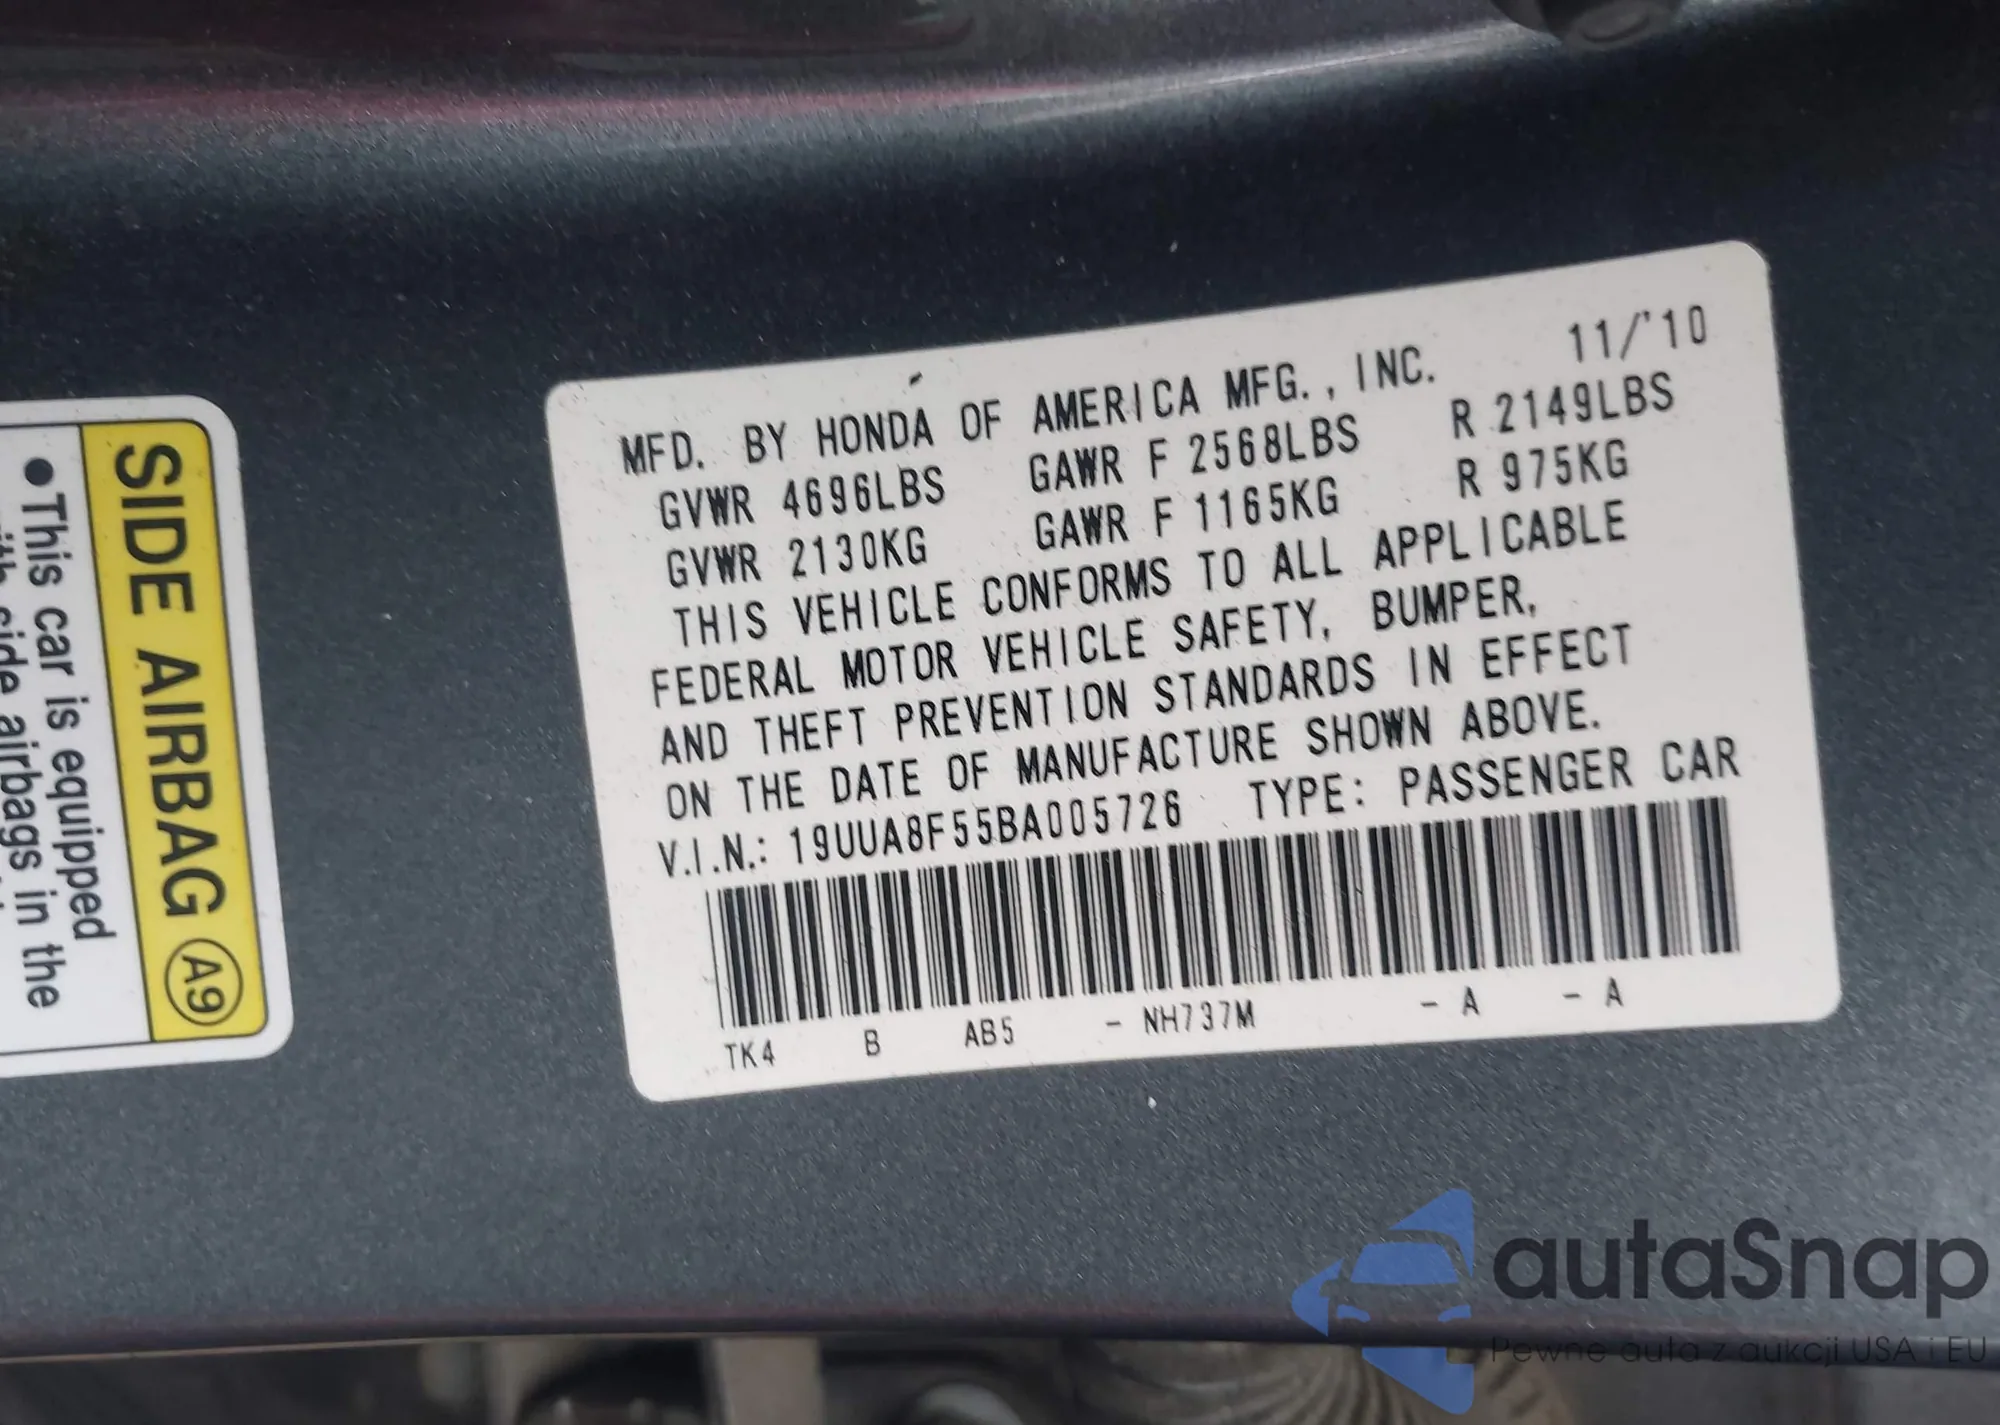 SIDE AIRBAG A9
●This car is equipped
side airbags in the
11/'10
MFD. BY HONDA OF AMERICA MFG., INC.
GVWR 4696LBS GAWR F 2568LBS R 2149LBS
GVWR 2130KG GAWR F 1165KG R 975KG
THIS VEHICLE CONFORMS TO ALL APPLICABLE
FEDERAL MOTOR VEHICLE SAFETY, BUMPER,
AND THEFT PREVENTION STANDARDS IN EFFECT
ON THE DATE OF MANUFACTURE SHOWN ABOVE.
V.I.N.: 19UUA8F55BA005726 TYPE: PASSENGER CAR
TK4 B AB5 - NH737M - A - A
autaSnap
Pewne auta z aukcji USA i EU